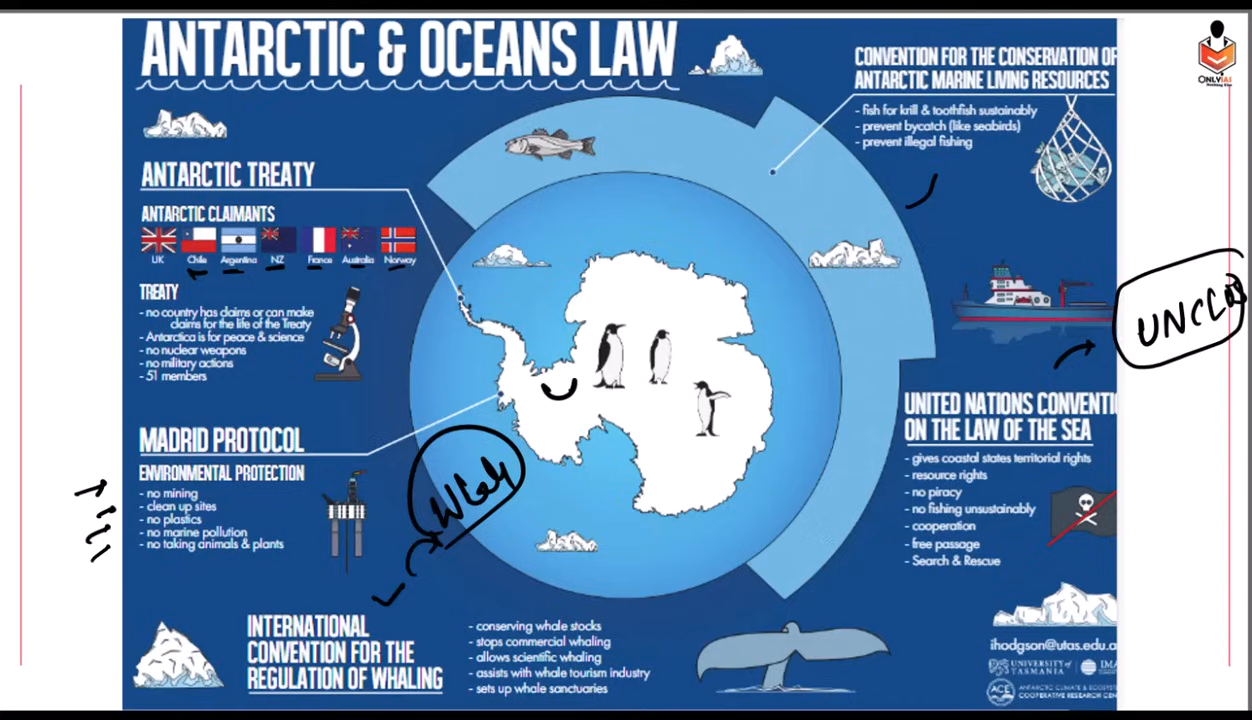 ANTARCTIC & OCEANS LAW
ONLYIAS
CONVENTION FOR THE CONSERVATION OF
ANTARCTIC MARINE LIVING RESOURCES
- fish for krill & toothfish sustainably
- prevent bycatch (like seabirds)
- prevent illegal fishing
ANTARCTIC TREATY
ANTARCTIC CLAIMANTS
UK Chile Argentina NZ France Australia Norway
TREATY
- no country has claims or can make
claims for the life of the Treaty
- Antarctica is for peace & science
- no nuclear weapons
- no military actions
- 51 members
MADRID PROTOCOL
ENVIRONMENTAL PROTECTION
- no mining
- clean up sites
- no plastics
- no marine pollution
- no taking animals & plants
UNITED NATIONS CONVENTI
ON THE LAW OF THE SEA
- gives coastal states territorial rights
- resource rights
- no piracy
- no fishing unsustainably
- cooperation
- free passage
- Search & Rescue
INTERNATIONAL
CONVENTION FOR THE
REGULATION OF WHALING
- conserving whale stocks
- stops commercial whaling
- allows scientific whaling
- assists with whale tourism industry
- sets up whale sanctuaries
ihodgson@utas.edu.a
UNIVERSITY of
TASMANIA
IMA
ACE
ANTARCTIC CLIMATE & ECOSYST
COOPERATIVE RESEARCH CEN